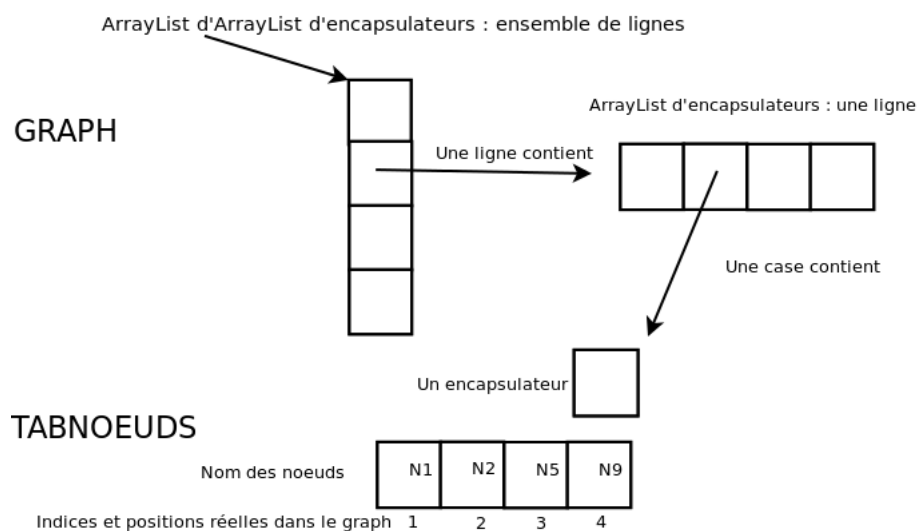 ArrayList d'ArrayList d'encapsulateurs : ensemble de lignes
GRAPH
ArrayList d'encapsulateurs : une ligne
Une ligne contient
Une case contient
Un encapsulateur
TABNOEUDS
Nom des noeuds N1 N2 N5 N9
Indices et positions réelles dans le graph 1 2 3 4